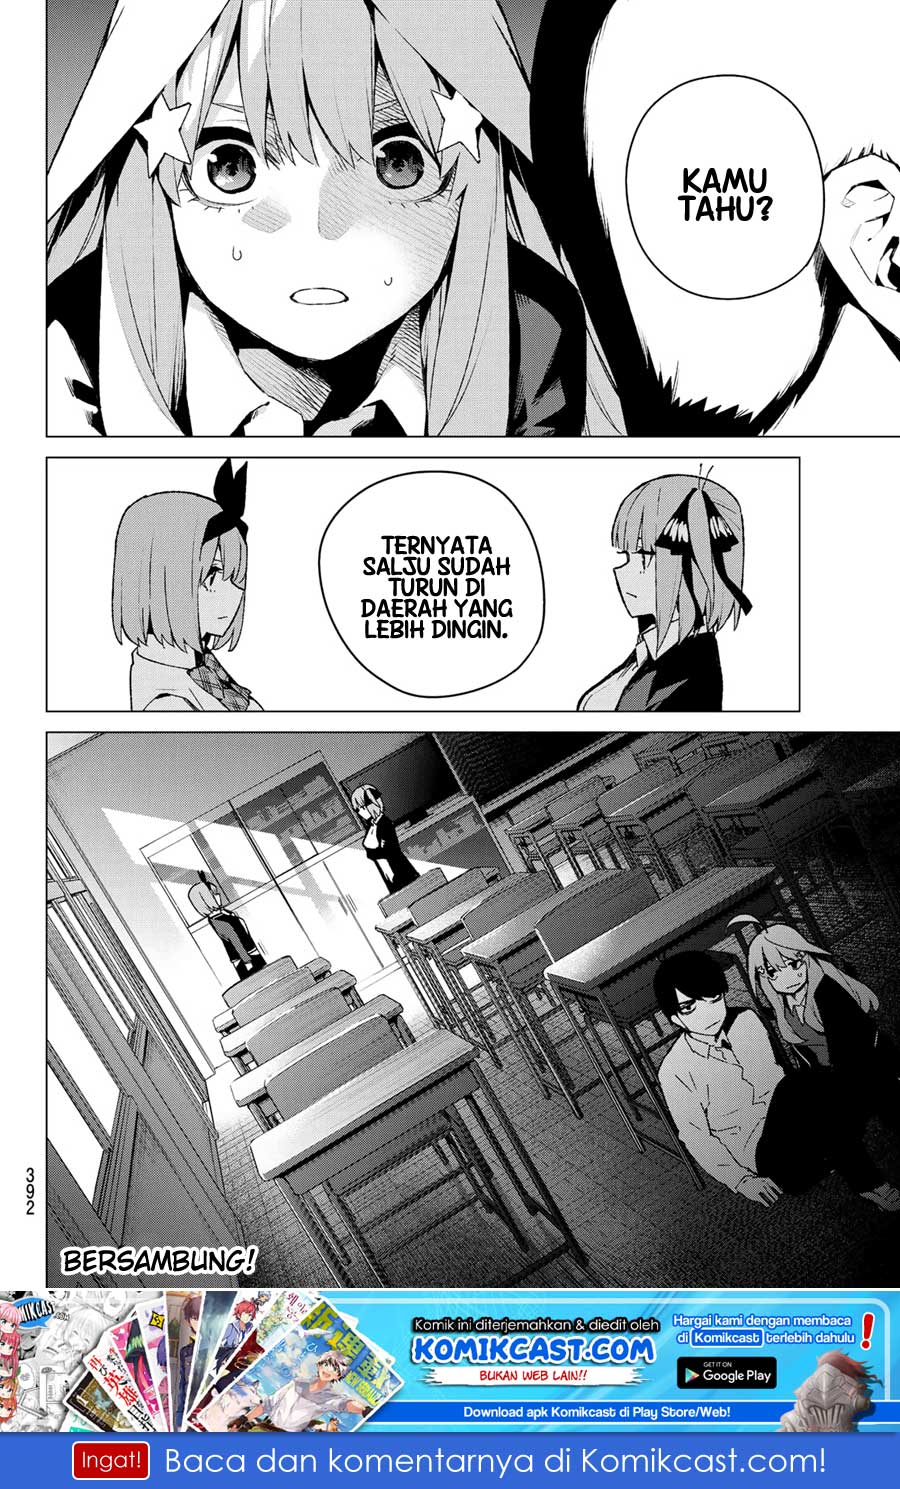 KAMU
TAHU?
TERNYATA
SALJU SUDAH
TURUN DI
DAERAH YANG
LEBIH DINGIN.
392
BERSAMBUNG!
Komik ini diterjemahkan & diedit oleh
KOMIKCAST.COM
BUKAN WEB LAIN!!
Hargai kami dengan membaca
di Komikcast terlebih dahulu
!
GET IT ON
Google Play
Download apk Komikcast di Play Store/Web!
Ingat! Baca dan komentarnya di Komikcast.com!